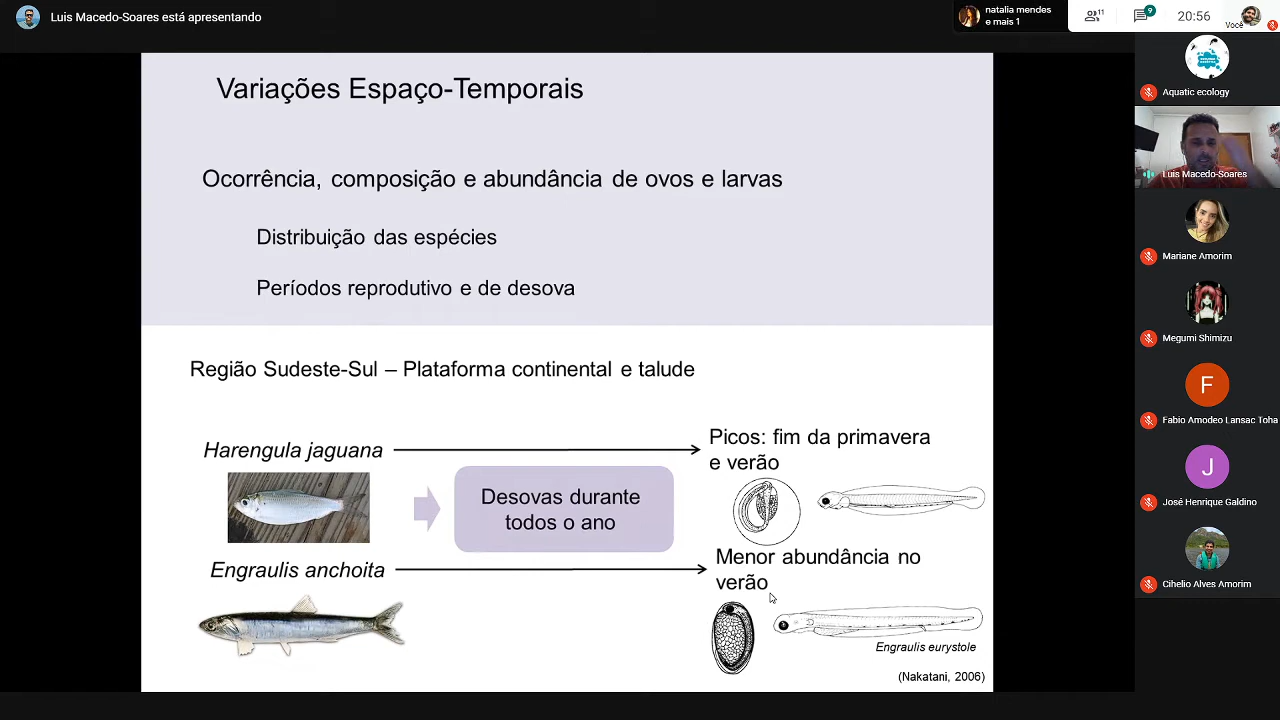 Luis Macedo-Soares está apresentando
natalia mendes
e mais 1
11
9
20:56
Você
Variações Espaço-Temporais
Ocorrência, composição e abundância de ovos e larvas
Distribuição das espécies
Períodos reprodutivo e de desova
Região Sudeste-Sul – Plataforma continental e talude
Harengula jaguana
Picos: fim da primavera
e verão
Desovas durante
todos o ano
Engraulis anchoita
Menor abundância no
verão
Engraulis eurystole
(Nakatani, 2006)
Aquatic ecology
Luis Macedo-Soares
Mariane Amorim
Megumi Shimizu
F
Fabio Amodeo Lansac Toha
J
José Henrique Galdino
Cihelio Alves Amorim